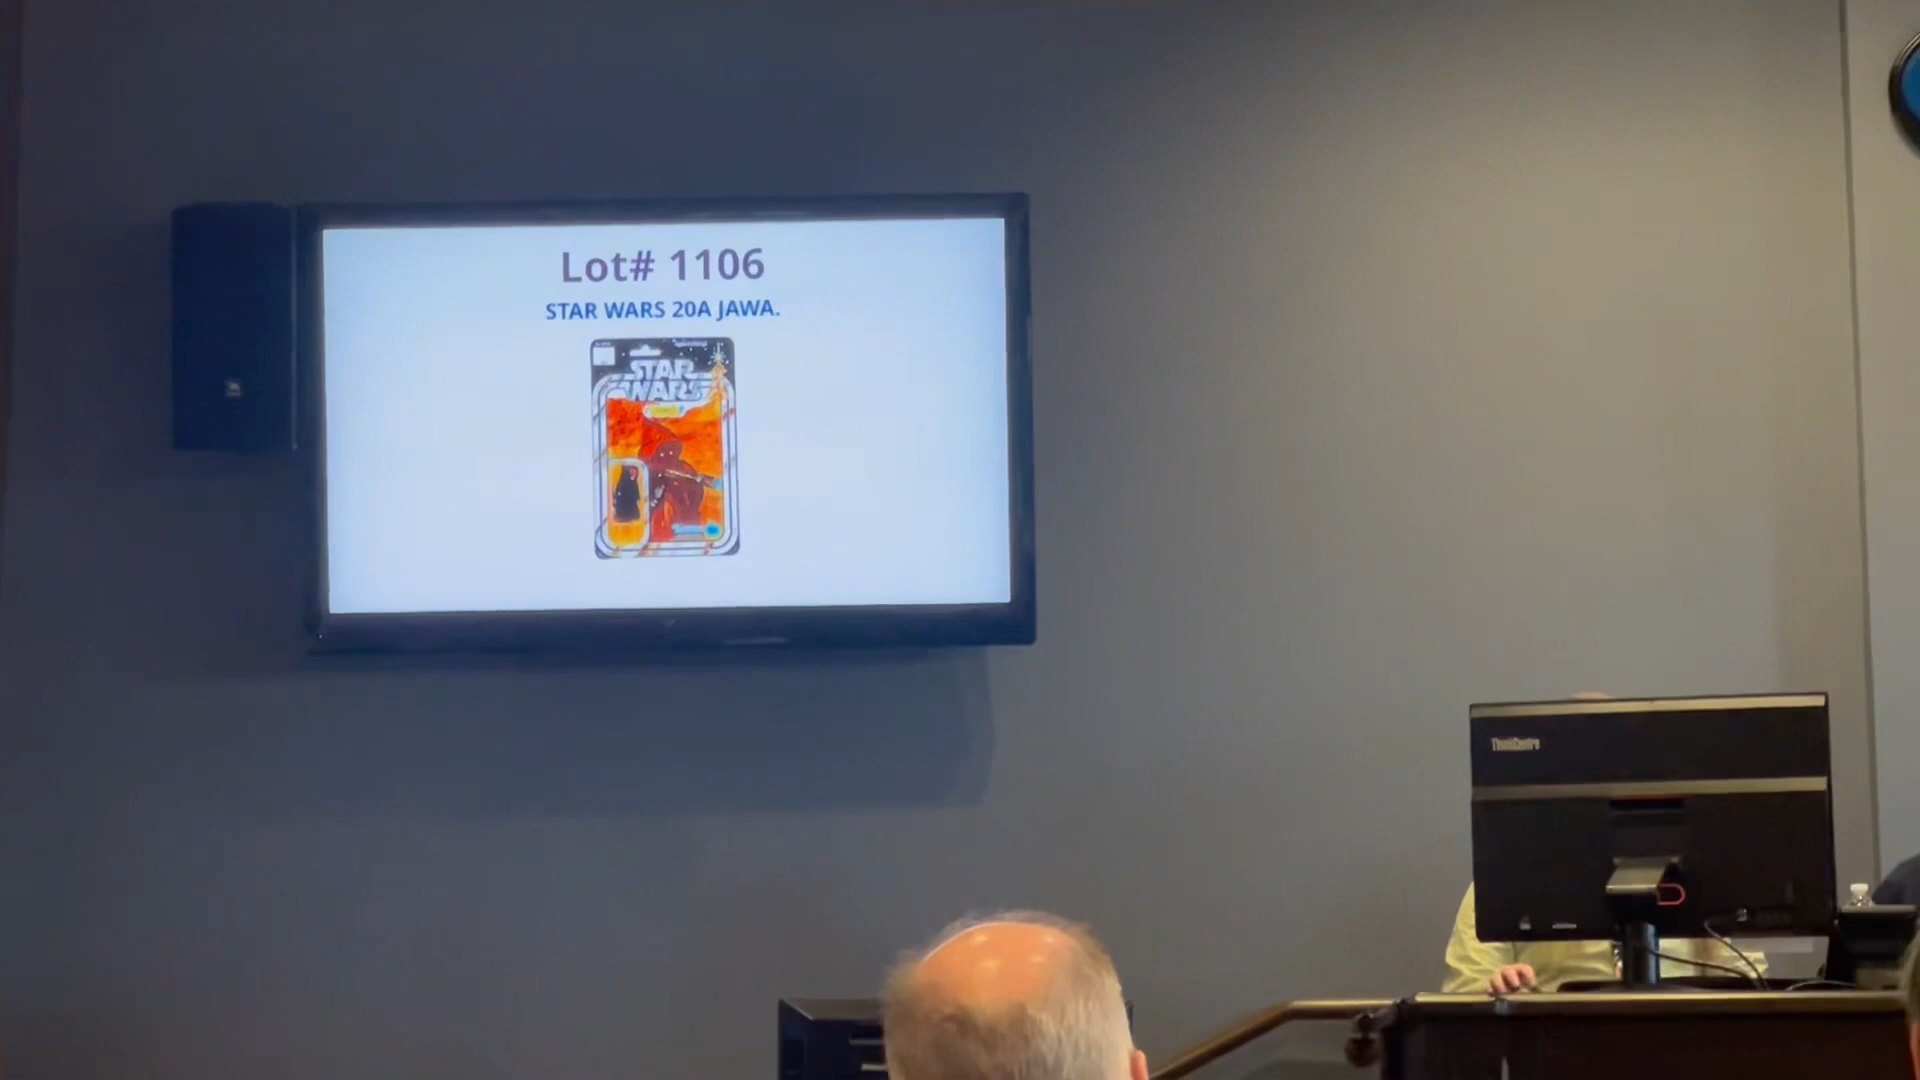 Lot# 1106
STAR WARS 20A JAWA.
STAR
WARS
ThinkCentre